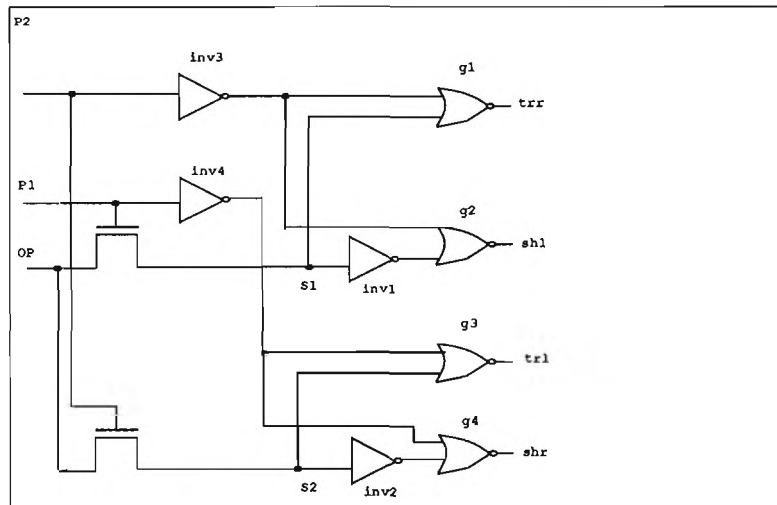 P2
inv3
g1
trr
P1
inv4
g2
OP
shl
S1
inv1
g3
trl
g4
shr
S2
inv2